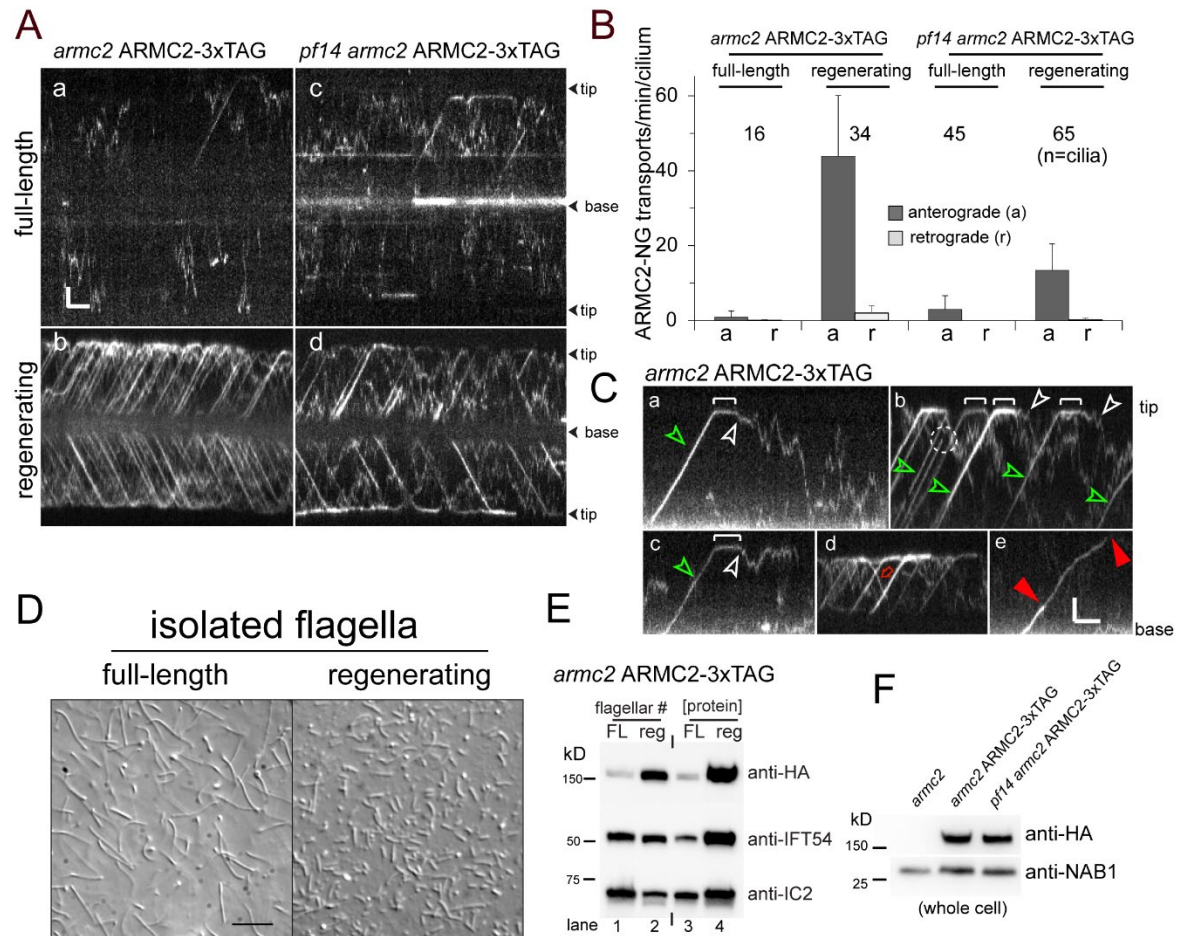 A
armc2 ARMC2-3xTAG
pf14 armc2 ARMC2-3xTAG
full-length
regenerating
a
c
b
d
tip
base
tip
tip
base
tip
B
armc2 ARMC2-3xTAG
pf14 armc2 ARMC2-3xTAG
full-length
regenerating
full-length
regenerating
ARMC2-NG transports/min/cilium
60
40
20
0
16
34
45
65
(n=cilia)
anterograde (a)
retrograde (r)
a r a r a r a r
C
armc2 ARMC2-3xTAG
a
b
tip
c
d
e
base
D
isolated flagella
full-length
regenerating
E
armc2 ARMC2-3xTAG
flagellar # [protein]
FL reg FL reg
kD
150
anti-HA
50
anti-IFT54
75
anti-IC2
lane 1 2 3 4
F
armc2
armc2 ARMC2-3xTAG
pf14 armc2 ARMC2-3xTAG
kD
150
anti-HA
25
anti-NAB1
(whole cell)